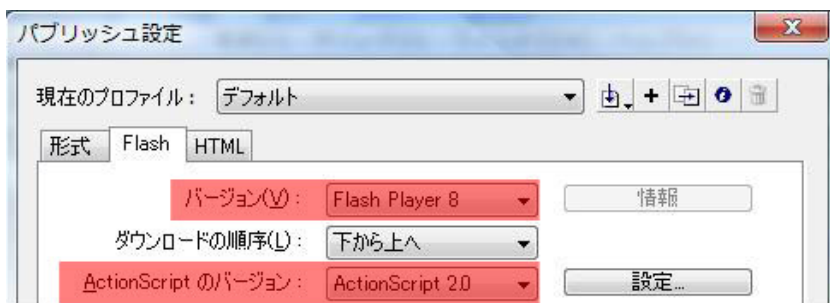 パブリッシュ設定
現在のプロファイル： デフォルト
形式 Flash HTML
バージョン(V)： Flash Player 8 情報
ダウンロードの順序(L)： 下から上へ
ActionScript のバージョン： ActionScript 2.0 設定...